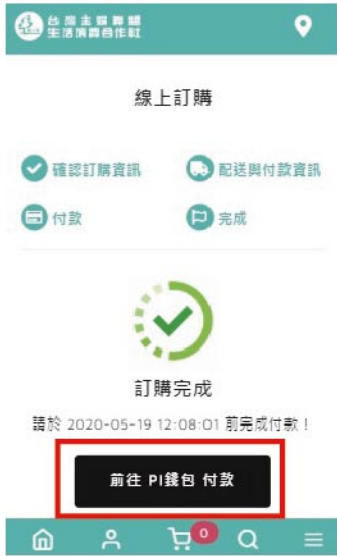 台灣主婦聯盟
生活消費合作社
線上訂購
確認訂購資訊
配送與付款資訊
付款
完成
訂購完成
請於 2020-05-19 12:08:01 前完成付款！
前往 PI錢包 付款
0